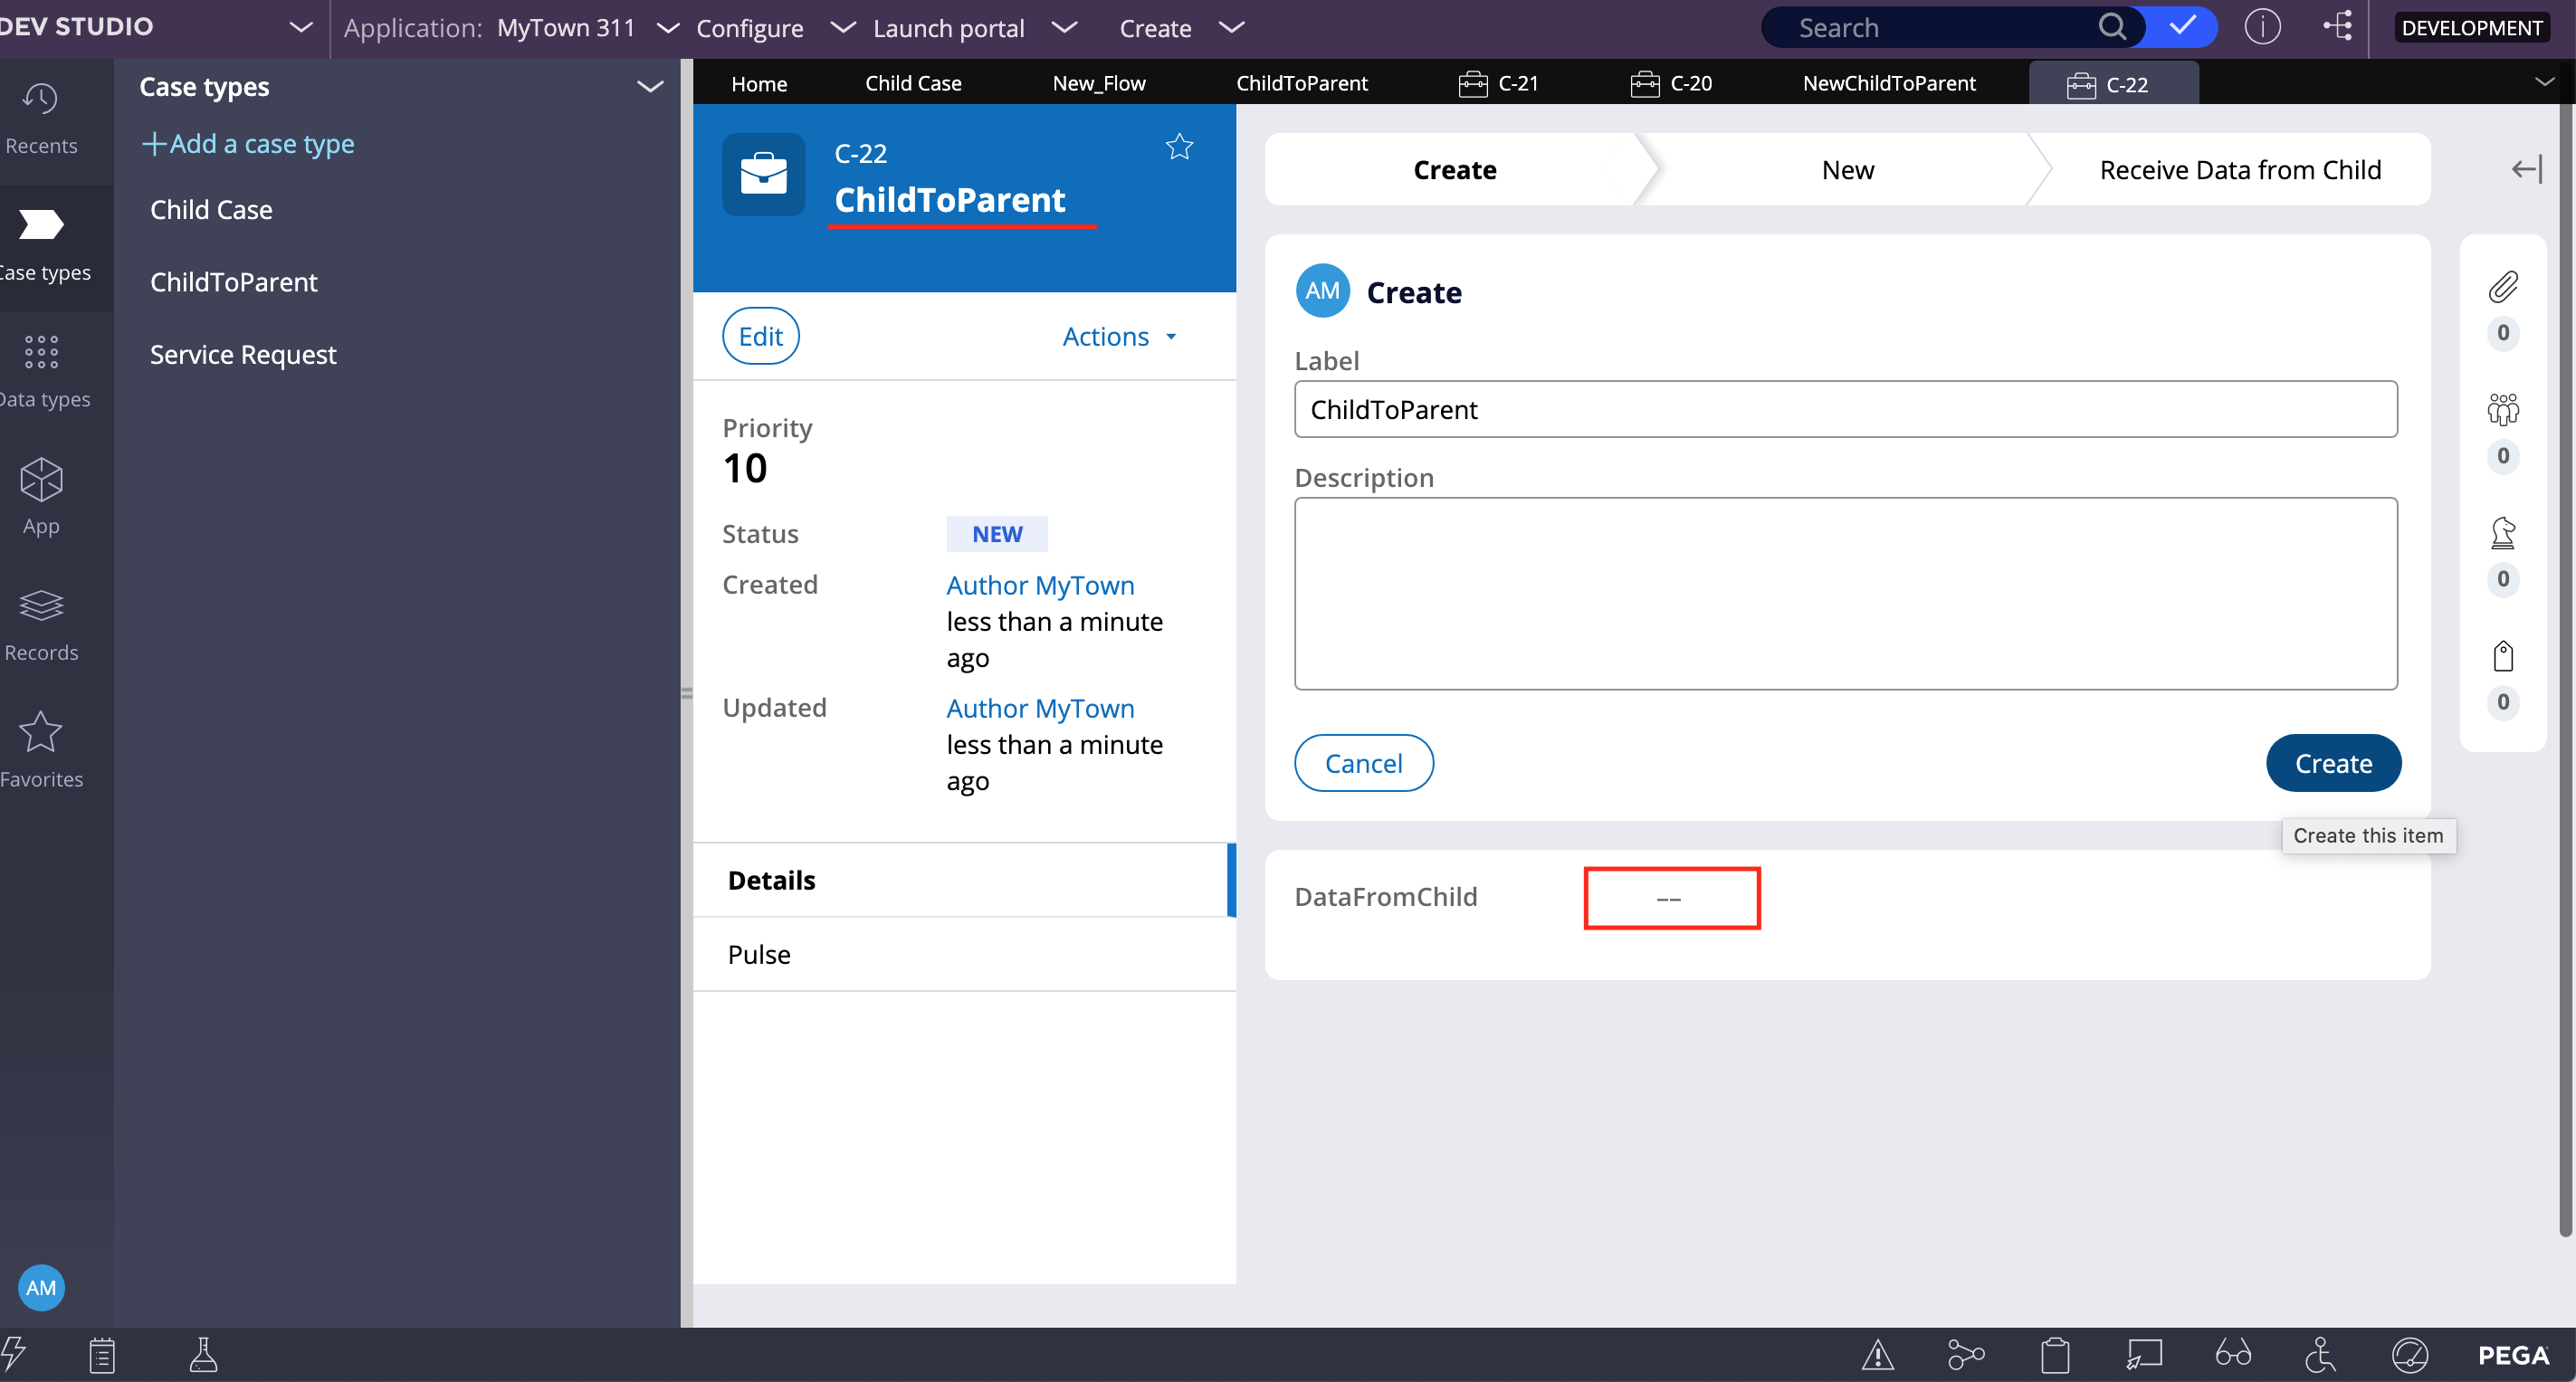 DEV STUDIO
Application: MyTown 311
Configure
Launch portal
Create
Search
DEVELOPMENT
Recents
Case types
Data types
App
Records
Favorites
AM
Case types
Add a case type
Child Case
ChildToParent
Service Request
Home
Child Case
New_Flow
ChildToParent
C-21
C-20
NewChildToParent
C-22
C-22
ChildToParent
Edit
Actions
Priority
10
Status
NEW
Created
Author MyTown
less than a minute
ago
Updated
Author MyTown
less than a minute
ago
Details
Pulse
Create
New
Receive Data from Child
AM
Create
Label
ChildToParent
Description
Cancel
Create
Create this item
DataFromChild
--
0
0
0
0
PEGA